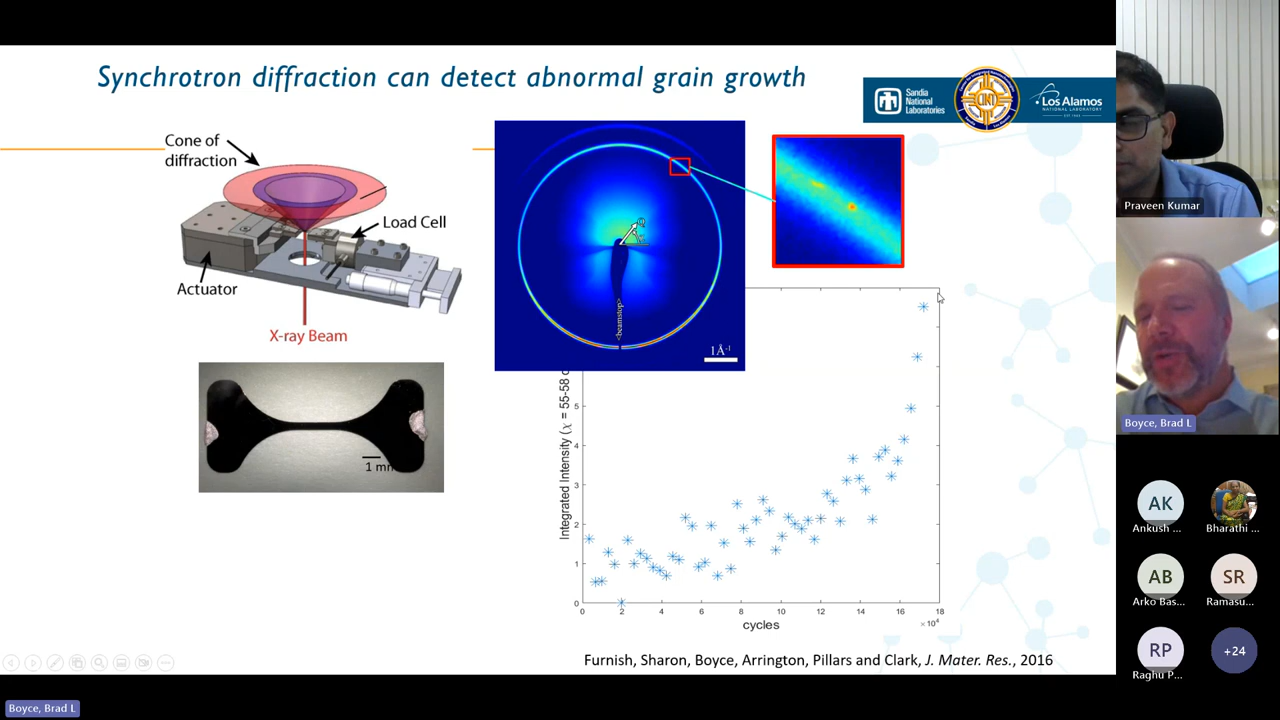 Synchrotron diffraction can detect abnormal grain growth
Sandia
National
Laboratories
CINT
Los Alamos
NATIONAL LABORATORY
Cone of
diffraction
Load Cell
Actuator
X-ray Beam
1 mm
Q
χ
<beamstop>
1Å⁻¹
Integrated Intensity (χ = 55-58
5
4
3
2
1
0
0 2 4 6 8 10 12 14 16 18
cycles
×10⁴
Furnish, Sharon, Boyce, Arrington, Pillars and Clark, J. Mater. Res., 2016
Praveen Kumar
Boyce, Brad L
AK
Ankush ...
Bharathi ...
AB
Arko Bas...
SR
Ramasu...
RP
Raghu P...
+24
Boyce, Brad L